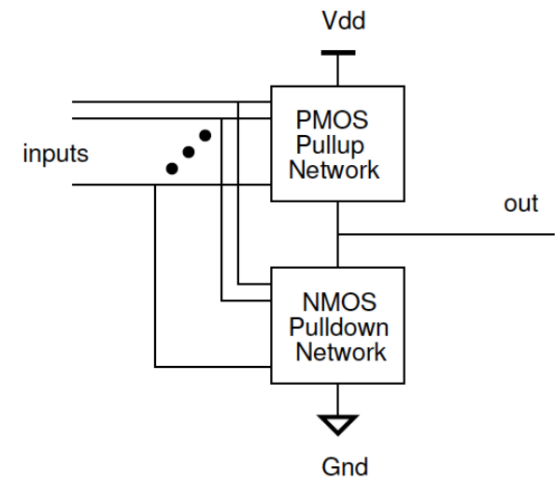 Vdd
PMOS
Pullup
Network
inputs
out
NMOS
Pulldown
Network
Gnd